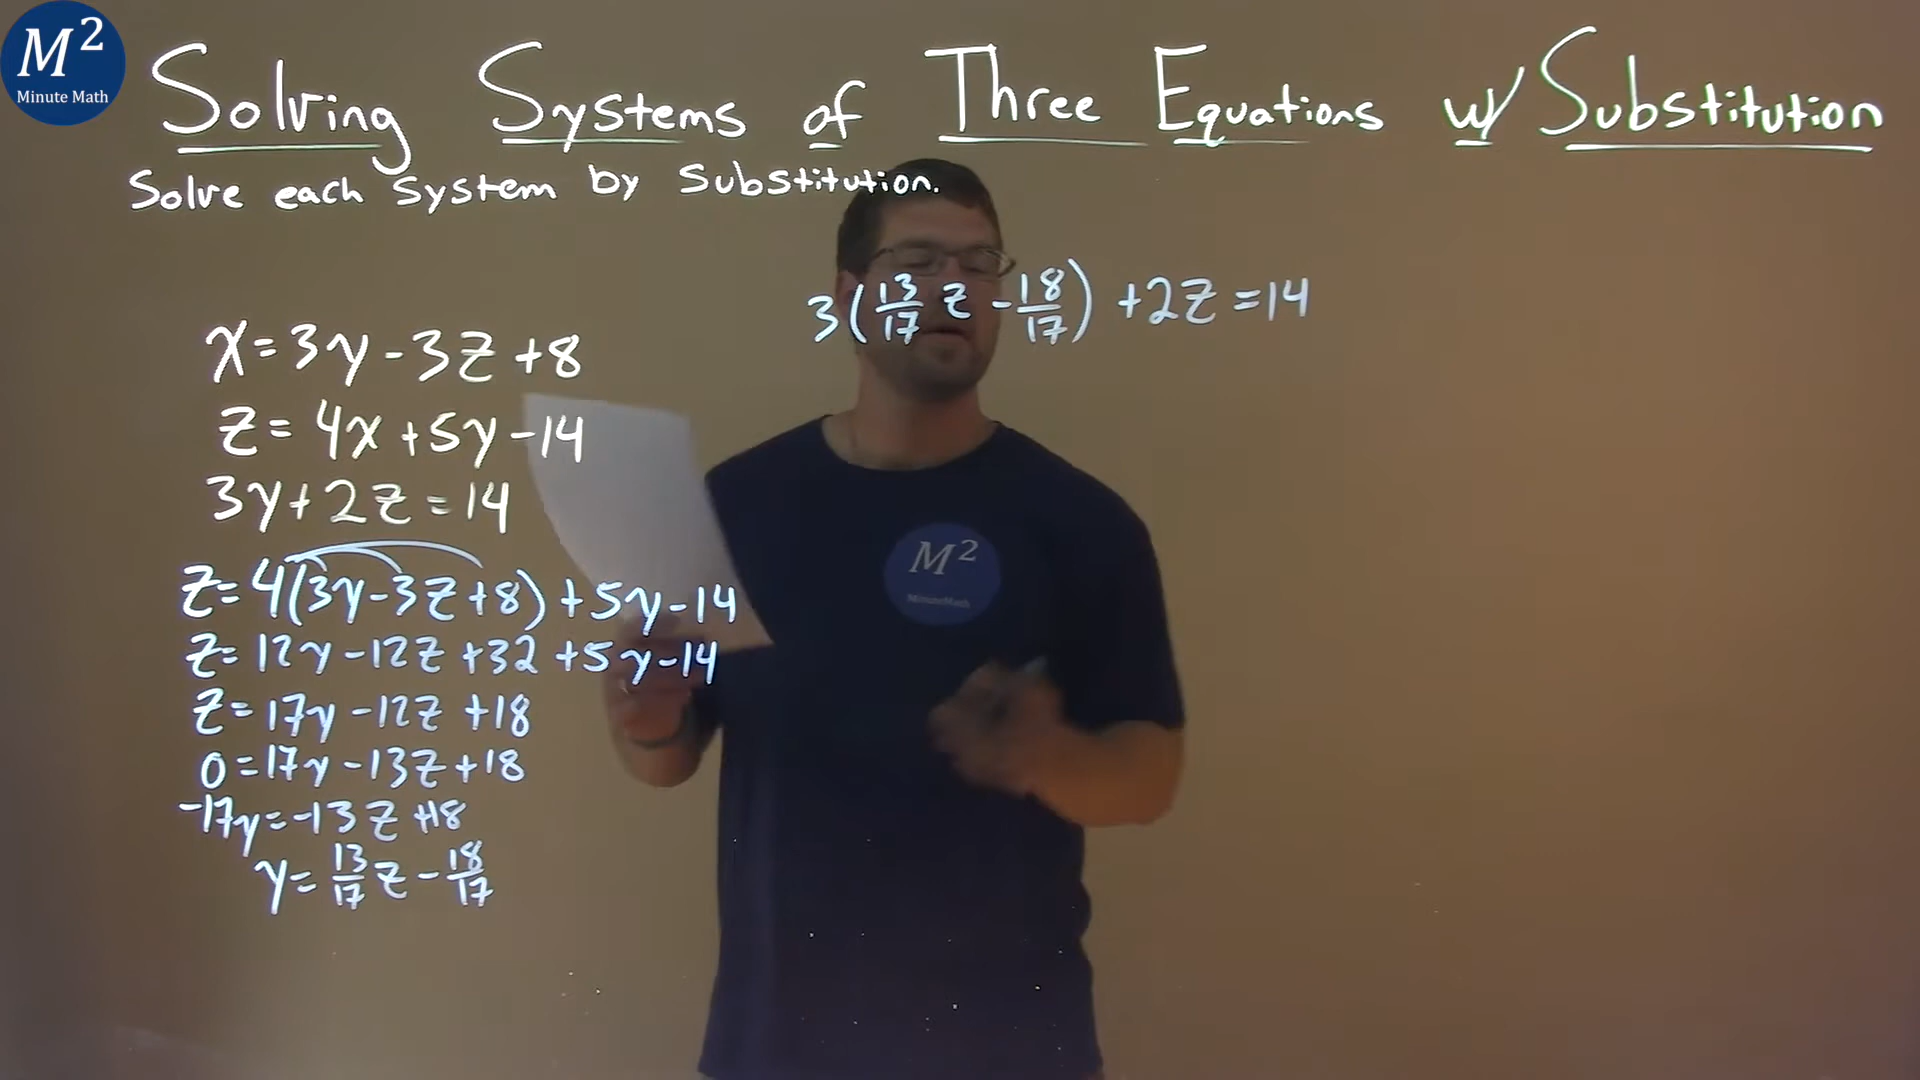 M²
Minute Math
Solving Systems of Three Equations w/ Substitution
Solve each system by Substitution.
x=3y-3z+8
z=4x+5y-14
3y+2z=14
z=4(3y-3z+8)+5y-14
z=12y-12z+32+5y-14
z=17y-12z+18
0=17y-13z+18
-17y=-13z+18
y=13/17 z-18/17
3(13/17 z-18/17)+2z=14
M²
MinuteMath